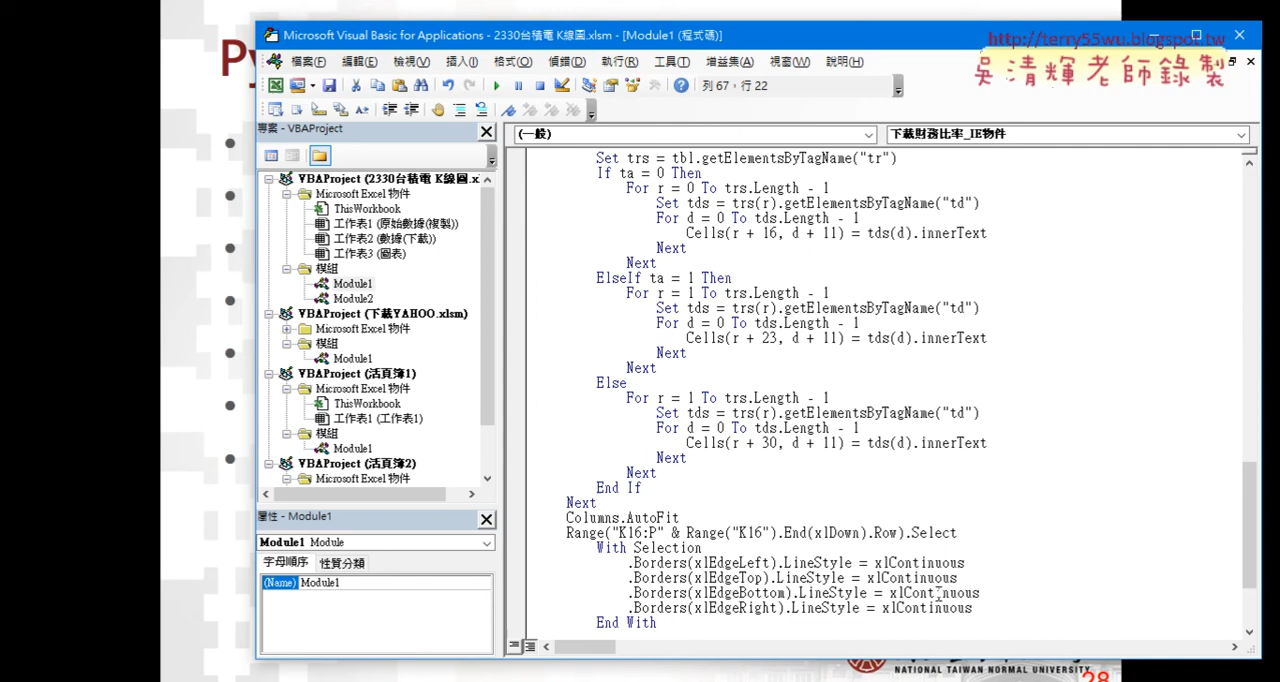 Microsoft Visual Basic for Applications - 2330台積電 K線圖.xlsm - [Module1 (程式碼)]
http://terry55wu.blogspot.tw
吳清輝老師錄製
檔案(F) 編輯(E) 檢視(V) 插入(I) 格式(O) 偵錯(D) 執行(R) 工具(T) 增益集(A) 視窗(W) 說明(H)
列 67，行 22
專案 - VBAProject
VBAProject (2330台積電 K線圖.x
Microsoft Excel 物件
ThisWorkbook
工作表1 (原始數據(複製))
工作表2 (數據(下載))
工作表3 (圖表)
模組
Module1
Module2
VBAProject (下載YAHOO.xlsm)
Microsoft Excel 物件
模組
Module1
VBAProject (活頁簿1)
Microsoft Excel 物件
ThisWorkbook
工作表1 (工作表1)
模組
Module1
VBAProject (活頁簿2)
Microsoft Excel 物件
屬性 - Module1
Module1 Module
字母順序 性質分類
(Name) Module1
(一般) 下載財務比率_IE物件
Set trs = tbl.getElementsByTagName("tr")
If ta = 0 Then
For r = 0 To trs.Length - 1
Set tds = trs(r).getElementsByTagName("td")
For d = 0 To tds.Length - 1
Cells(r + 16, d + 11) = tds(d).innerText
Next
Next
ElseIf ta = 1 Then
For r = 1 To trs.Length - 1
Set tds = trs(r).getElementsByTagName("td")
For d = 0 To tds.Length - 1
Cells(r + 23, d + 11) = tds(d).innerText
Next
Next
Else
For r = 1 To trs.Length - 1
Set tds = trs(r).getElementsByTagName("td")
For d = 0 To tds.Length - 1
Cells(r + 30, d + 11) = tds(d).innerText
Next
Next
End If
Next
Columns.AutoFit
Range("K16:P" & Range("K16").End(xlDown).Row).Select
With Selection
.Borders(xlEdgeLeft).LineStyle = xlContinuous
.Borders(xlEdgeTop).LineStyle = xlContinuous
.Borders(xlEdgeBottom).LineStyle = xlContinuous
.Borders(xlEdgeRight).LineStyle = xlContinuous
End With
NATIONAL TAIWAN NORMAL UNIVERSITY
28